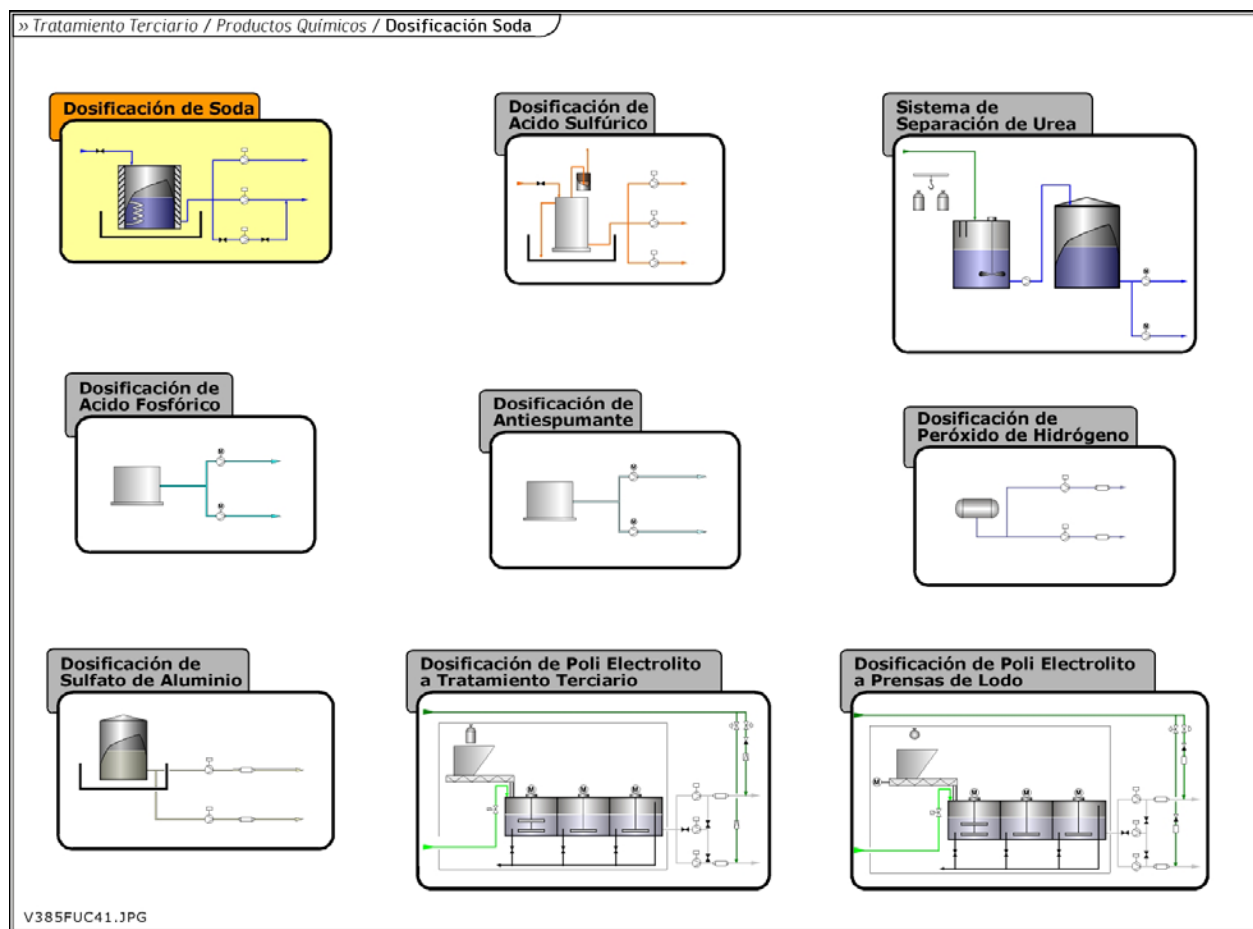 » Tratamiento Terciario / Productos Químicos / Dosificación Soda
Dosificación de Soda
Dosificación de
Acido Sulfúrico
Sistema de
Separación de Urea
Dosificación de
Acido Fosfórico
M
M
Dosificación de
Antiespumante
M
M
Dosificación de
Peróxido de Hidrógeno
M
M
Dosificación de
Sulfato de Aluminio
Dosificación de Poli Electrolito
a Tratamiento Terciario
M
M
M
Dosificación de Poli Electrolito
a Prensas de Lodo
M
M
M
M
V385FUC41.JPG